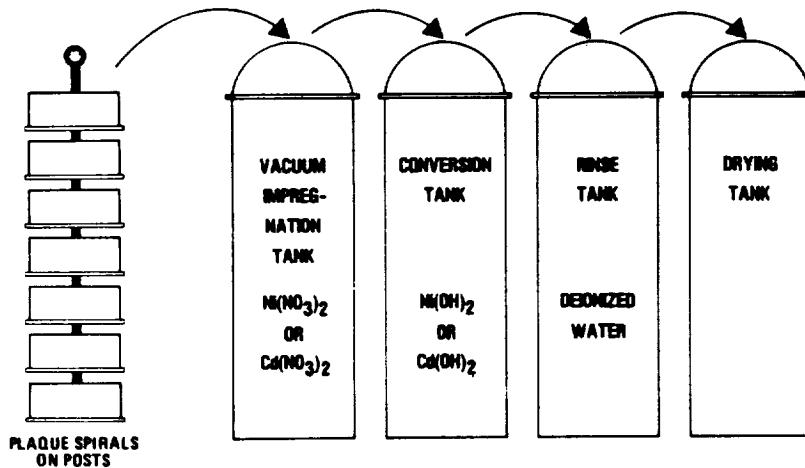 VACUUM
IMPREG-
NATION
TANK
Ni(NO3)2
OR
Cd(NO3)2
CONVERSION
TANK
Ni(OH)2
OR
Cd(OH)2
RINSE
TANK
DEIONIZED
WATER
DRYING
TANK
PLAQUE SPIRALS
ON POSTS